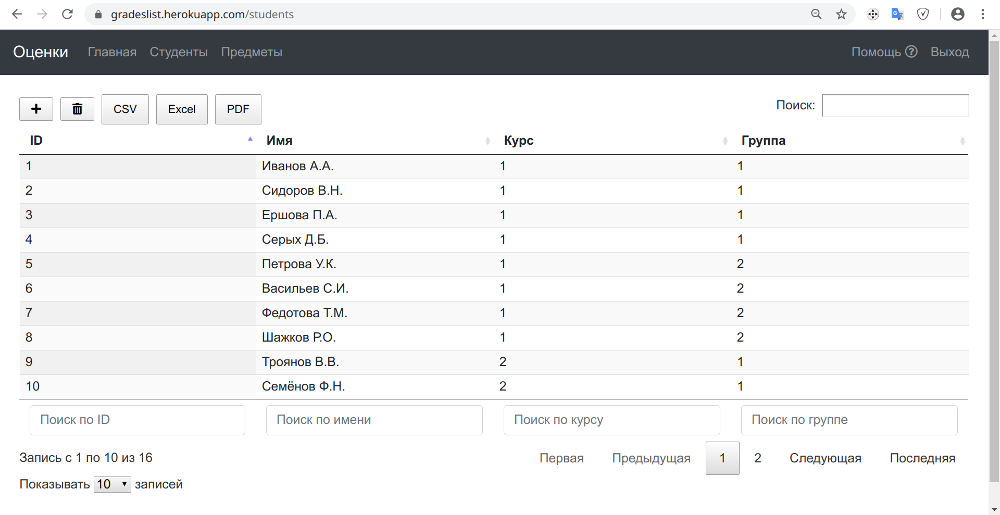 gradeslist.herokuapp.com/students
Оценки Главная Студенты Предметы Помощь Выход
CSV Excel PDF Поиск:
ID Имя Курс Группа
1 Иванов А.А. 1 1
2 Сидоров В.Н. 1 1
3 Ершова П.А. 1 1
4 Серых Д.Б. 1 1
5 Петрова У.К. 1 2
6 Васильев С.И. 1 2
7 Федотова Т.М. 1 2
8 Шажков Р.О. 1 2
9 Троянов В.В. 2 1
10 Семёнов Ф.Н. 2 1
Поиск по ID Поиск по имени Поиск по курсу Поиск по группе
Запись с 1 по 10 из 16 Первая Предыдущая 1 2 Следующая Последняя
Показывать 10 записей